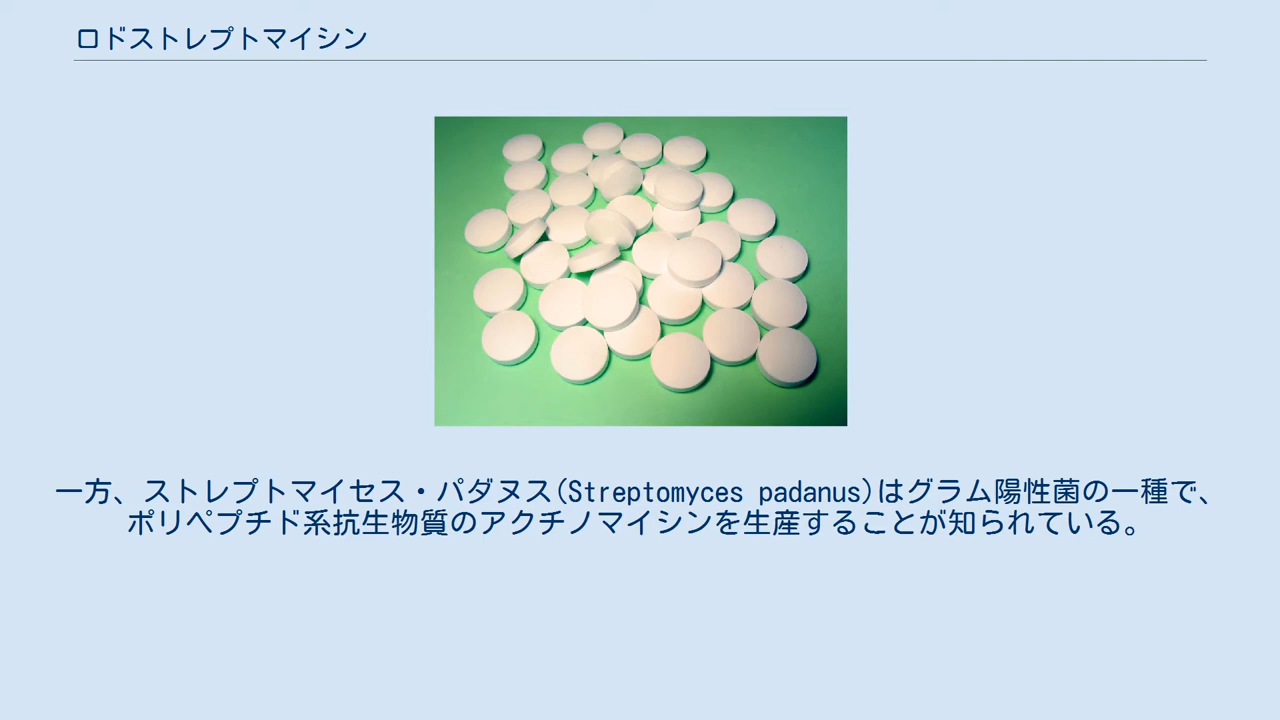 ロドストレプトマイシン
一方、ストレプトマイセス・パダヌス(Streptomyces padanus)はグラム陽性菌の一種で、
ポリペプチド系抗生物質のアクチノマイシンを生産することが知られている。